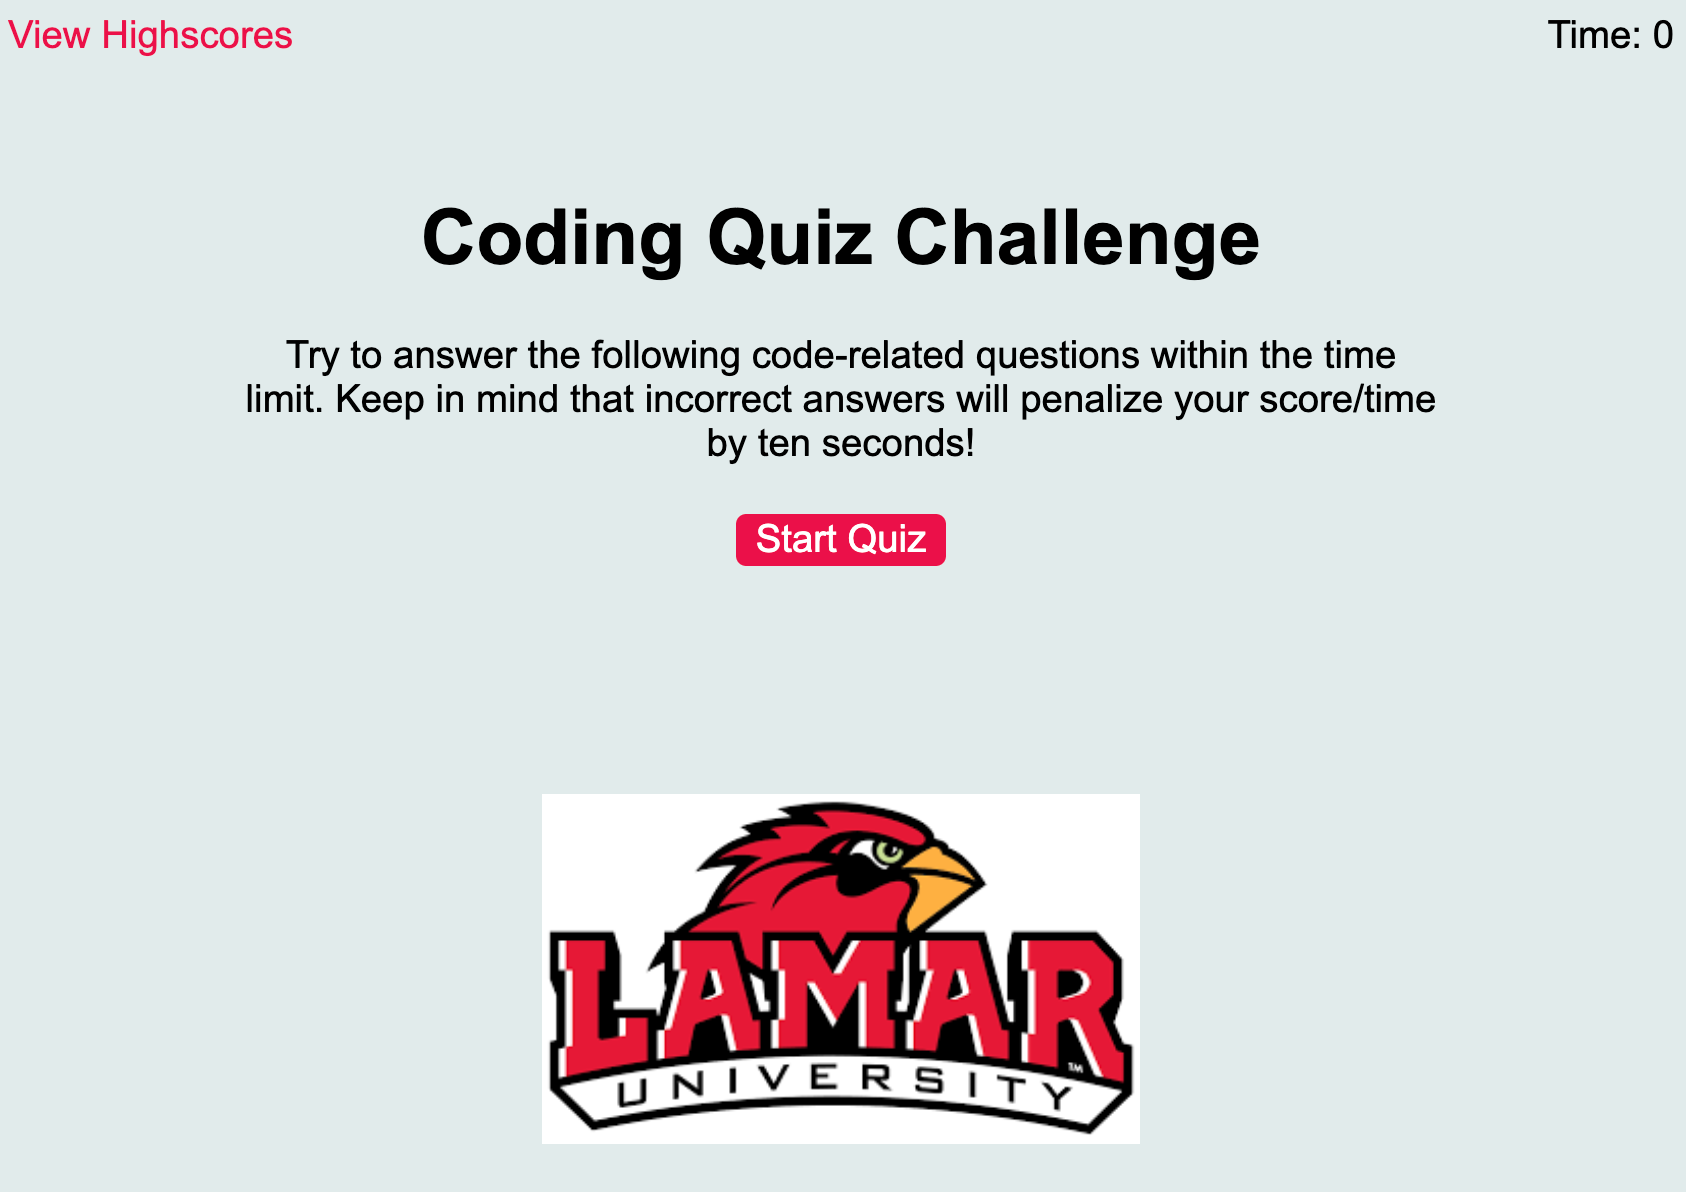 View Highscores
Time: 0
Coding Quiz Challenge
Try to answer the following code-related questions within the time
limit. Keep in mind that incorrect answers will penalize your score/time
by ten seconds!
Start Quiz
LAMAR
TM
UNIVERSITY